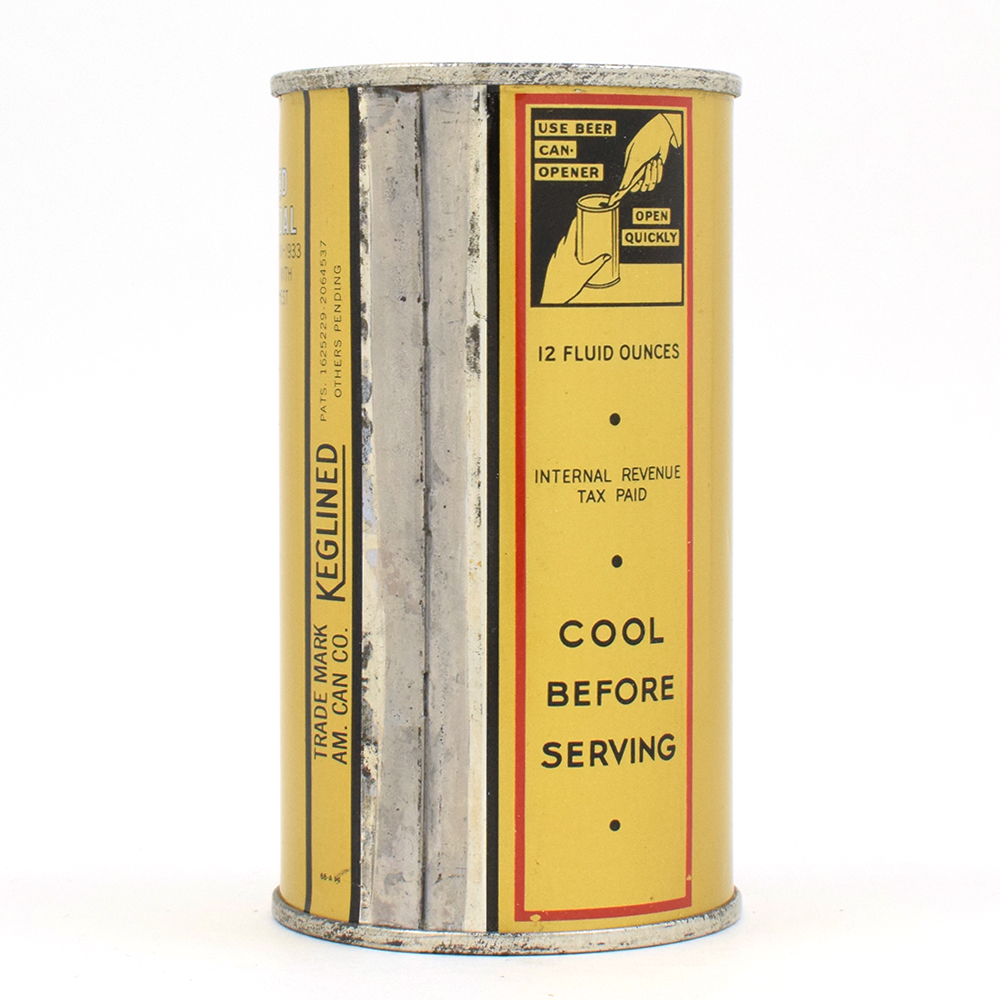 USE BEER
CAN-
OPENER
OPEN
QUICKLY
12 FLUID OUNCES
•
INTERNAL REVENUE
TAX PAID
•
COOL
BEFORE
SERVING
•
TRADE MARK
AM. CAN CO.
KEGLINED
PATS. 1625229-2064537
OTHERS PENDING